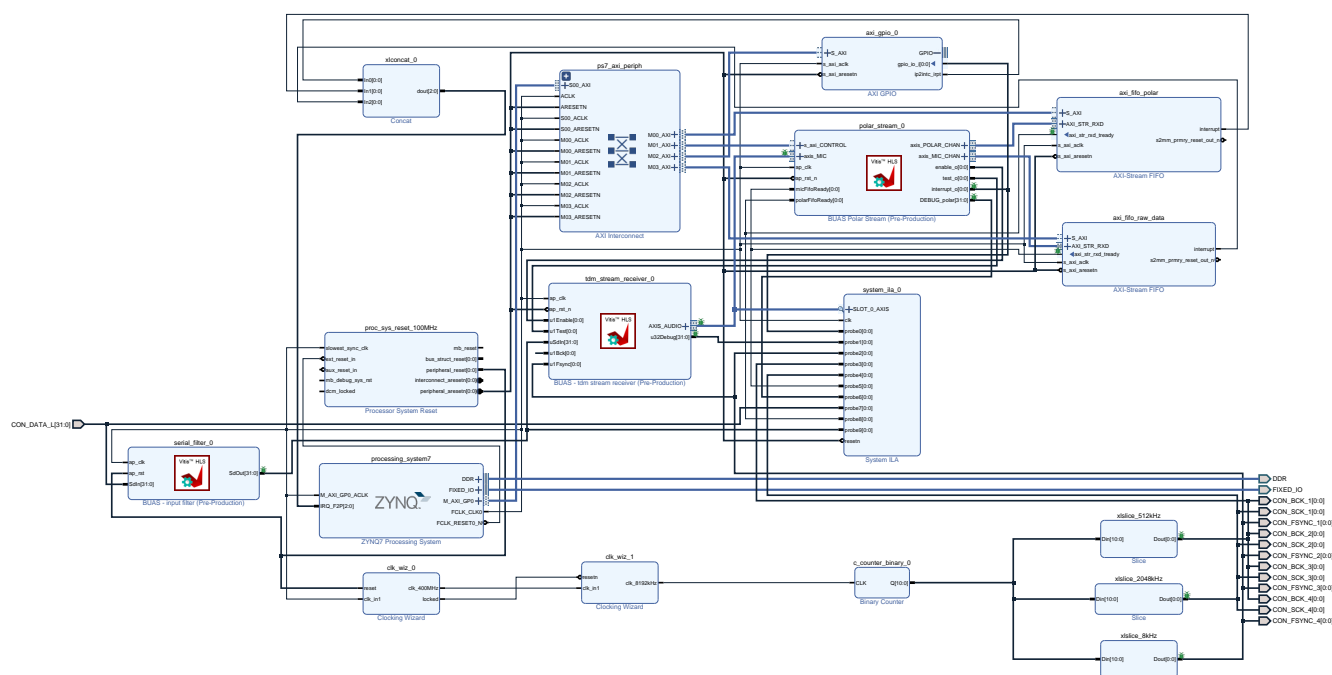 xlconcat_0
In0[0:0]
In1[0:0]
In2[0:0]
dout[2:0]
Concat
ps7_axi_periph
S00_AXI
ACLK
ARESETN
S00_ACLK
S00_ARESETN
M00_ACLK
M00_ARESETN
M01_ACLK
M01_ARESETN
M02_ACLK
M02_ARESETN
M03_ACLK
M03_ARESETN
M00_AXI
M01_AXI
M02_AXI
M03_AXI
AXI Interconnect
axi_gpio_0
S_AXI
s_axi_aclk
s_axi_aresetn
GPIO
gpio_io_i[0:0]
ip2intc_irpt
AXI GPIO
axi_fifo_polar
S_AXI
AXI_STR_RXD
axi_str_rxd_tready
s_axi_aclk
s_axi_aresetn
interrupt
s2mm_prmry_reset_out_n
AXI-Stream FIFO
polar_stream_0
s_axi_CONTROL
axis_MIC
ap_clk
ap_rst_n
micFifoReady[0:0]
polarFifoReady[0:0]
Vitis™ HLS
axis_POLAR_CHAN
axis_MIC_CHAN
enable_o[0:0]
test_o[0:0]
interrupt_o[0:0]
DEBUG_polar[31:0]
BUAS Polar Stream (Pre-Production)
axi_fifo_raw_data
S_AXI
AXI_STR_RXD
axi_str_rxd_tready
s_axi_aclk
s_axi_aresetn
interrupt
s2mm_prmry_reset_out_n
AXI-Stream FIFO
tdm_stream_receiver_0
ap_clk
ap_rst_n
u1Enable[0:0]
u1Test[0:0]
uSdIn[31:0]
u1Bck[0:0]
u1Fsync[0:0]
Vitis™ HLS
AXIS_AUDIO
u32Debug[31:0]
BUAS - tdm stream receiver (Pre-Production)
system_ila_0
SLOT_0_AXIS
clk
probe0[0:0]
probe1[0:0]
probe2[0:0]
probe3[0:0]
probe4[0:0]
probe5[0:0]
probe6[0:0]
probe7[0:0]
probe8[0:0]
probe9[0:0]
resetn
System ILA
proc_sys_reset_100MHz
slowest_sync_clk
ext_reset_in
aux_reset_in
mb_debug_sys_rst
dcm_locked
mb_reset
bus_struct_reset[0:0]
peripheral_reset[0:0]
interconnect_aresetn[0:0]
peripheral_aresetn[0:0]
Processor System Reset
CON_DATA_L[31:0]
serial_filter_0
ap_clk
ap_rst
SdIn[31:0]
Vitis™ HLS
SdOut[31:0]
BUAS - input filter (Pre-Production)
processing_system7
M_AXI_GP0_ACLK
IRQ_F2P[2:0]
ZYNQ
DDR
FIXED_IO
M_AXI_GP0
FCLK_CLK0
FCLK_RESET0_N
ZYNQ7 Processing System
clk_wiz_0
reset
clk_in1
clk_400MHz
locked
Clocking Wizard
clk_wiz_1
resetn
clk_in1
clk_8192kHz
Clocking Wizard
c_counter_binary_0
CLK
Q[10:0]
Binary Counter
xlslice_512kHz
Din[10:0]
Dout[0:0]
Slice
xlslice_2048kHz
Din[10:0]
Dout[0:0]
Slice
xlslice_8kHz
Din[10:0]
Dout[0:0]
DDR
FIXED_IO
CON_BCK_1[0:0]
CON_SCK_1[0:0]
CON_FSYNC_1[0:0]
CON_BCK_2[0:0]
CON_SCK_2[0:0]
CON_FSYNC_2[0:0]
CON_BCK_3[0:0]
CON_SCK_3[0:0]
CON_FSYNC_3[0:0]
CON_BCK_4[0:0]
CON_SCK_4[0:0]
CON_FSYNC_4[0:0]